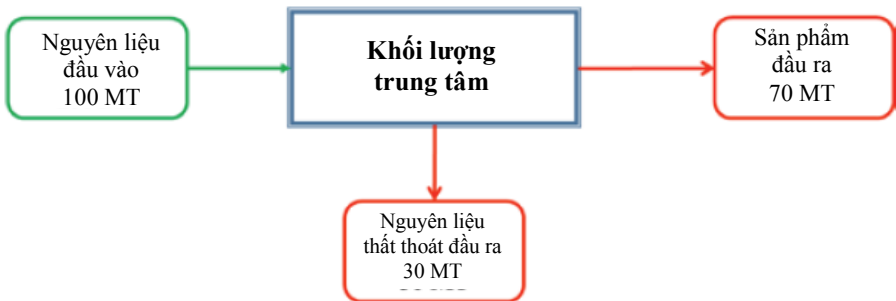 Nguyên liệu
đầu vào
100 MT
Khối lượng
trung tâm
Sản phẩm
đầu ra
70 MT
Nguyên liệu
thất thoát đầu ra
30 MT